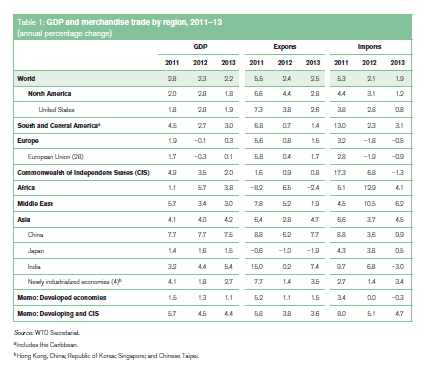 Table 1: GDP and merchandise trade by region, 2011–13
(annual percentage change)
GDP Expores Impores
2011 2012 2013 2011 2012 2013 2011 2012 2013
World 2.8 2.3 2.2 5.5 2.4 2.5 5.3 2.1 1.9
North America 2.0 2.8 1.8 6.6 4.4 2.8 4.4 3.1 1.2
United States 1.8 2.8 1.9 7.3 3.8 2.6 3.8 2.8 0.8
South and Central Americaᵃ 4.5 2.7 3.0 6.8 0.7 1.4 13.0 2.3 3.1
Europe 1.9 –0.1 0.3 5.6 0.8 1.5 3.2 –1.8 –0.5
European Union (28) 1.7 –0.3 0.1 5.8 0.4 1.7 2.8 –1.9 –0.9
Commonwealth of Independent States (CIS) 4.9 3.5 2.0 1.6 0.9 0.8 17.3 6.8 –1.3
Africa 1.1 5.7 3.8 –8.2 6.5 –2.4 5.1 12.9 4.1
Middle East 5.7 3.4 3.0 7.8 5.2 1.9 4.5 10.5 6.2
Asia 4.1 4.0 4.2 6.4 2.8 4.7 6.6 3.7 4.5
China 7.7 7.7 7.5 8.8 6.2 7.7 8.8 3.6 9.9
Japan 1.4 1.6 1.5 –0.6 –1.0 –1.9 4.3 3.8 0.5
India 3.2 4.4 5.4 15.0 0.2 7.4 9.7 6.8 –3.0
Newly industrialized economies (4)ᵇ 4.1 1.8 2.7 7.7 1.4 3.5 2.7 1.4 3.4
Memo: Developed economies 1.5 1.3 1.1 5.2 1.1 1.5 3.4 0.0 –0.3
Memo: Developing and CIS 5.7 4.5 4.4 5.8 3.8 3.6 8.0 5.1 4.7
Source: WTO Secretariat.
ᵃIncludes the Caribbean.
ᵇHong Kong, China; Republic of Korea; Singapore; and Chinese Taipei.